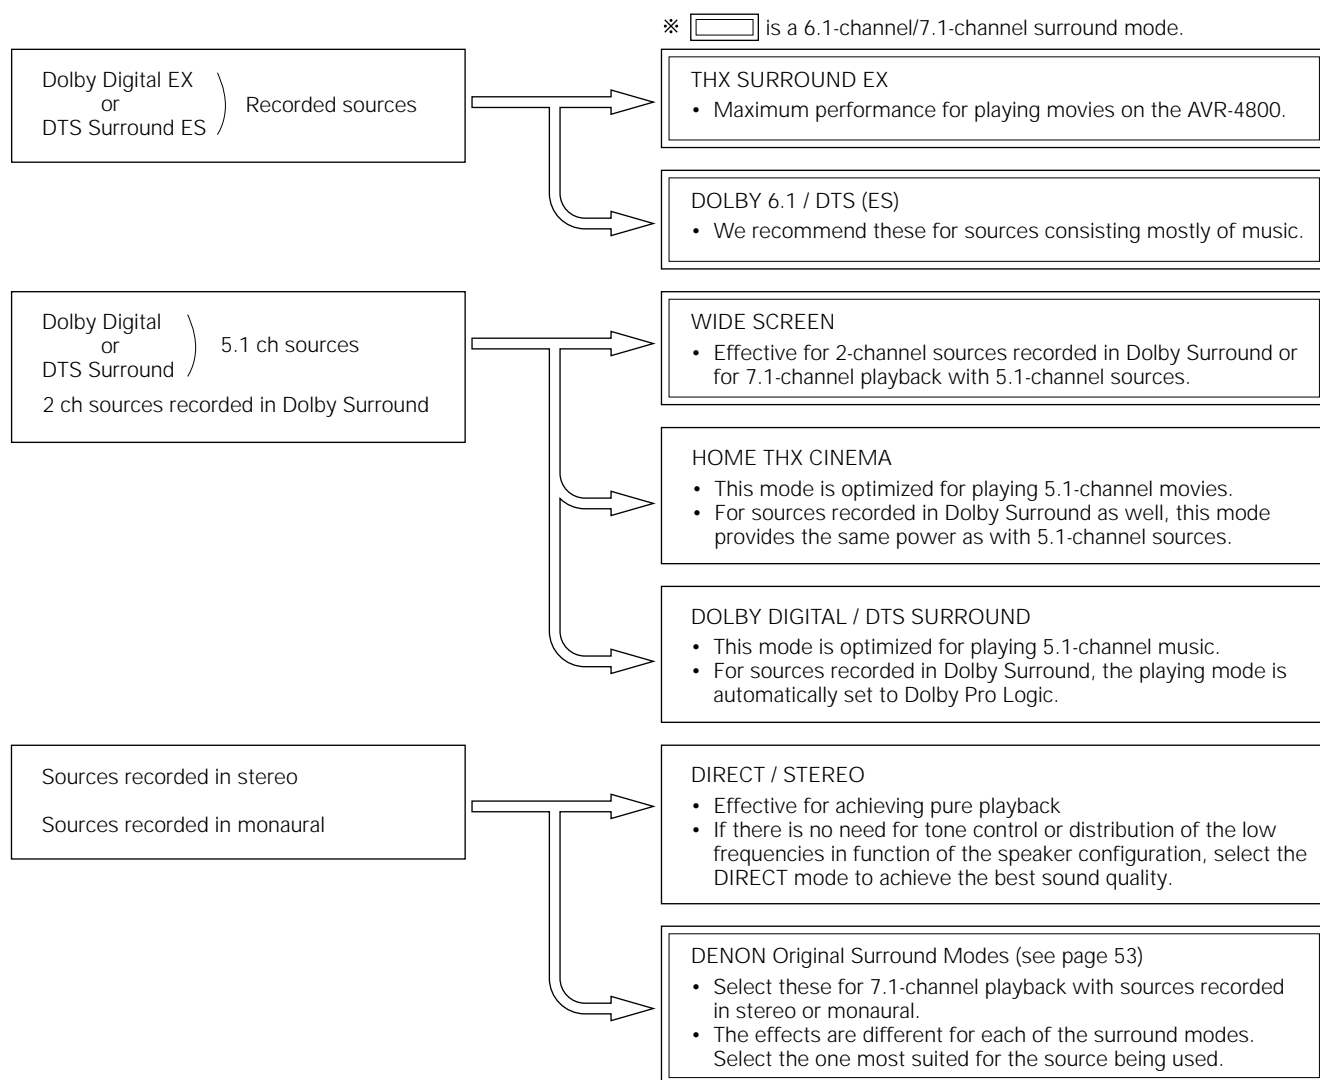 ※ is a 6.1-channel/7.1-channel surround mode.
Dolby Digital EX
or
DTS Surround ES
Recorded sources
THX SURROUND EX
• Maximum performance for playing movies on the AVR-4800.
DOLBY 6.1 / DTS (ES)
• We recommend these for sources consisting mostly of music.
Dolby Digital
or
DTS Surround
5.1 ch sources
2 ch sources recorded in Dolby Surround
WIDE SCREEN
• Effective for 2-channel sources recorded in Dolby Surround or
for 7.1-channel playback with 5.1-channel sources.
HOME THX CINEMA
• This mode is optimized for playing 5.1-channel movies.
• For sources recorded in Dolby Surround as well, this mode
provides the same power as with 5.1-channel sources.
DOLBY DIGITAL / DTS SURROUND
• This mode is optimized for playing 5.1-channel music.
• For sources recorded in Dolby Surround, the playing mode is
automatically set to Dolby Pro Logic.
Sources recorded in stereo
Sources recorded in monaural
DIRECT / STEREO
• Effective for achieving pure playback
• If there is no need for tone control or distribution of the low
frequencies in function of the speaker configuration, select the
DIRECT mode to achieve the best sound quality.
DENON Original Surround Modes (see page 53)
• Select these for 7.1-channel playback with sources recorded
in stereo or monaural.
• The effects are different for each of the surround modes.
Select the one most suited for the source being used.